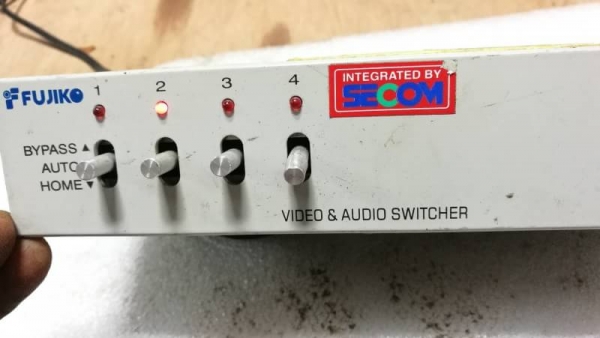 FUJIKO
1 2 3 4
INTEGRATED BY
SECOM
BYPASS ▲
AUTO
HOME ▼
VIDEO & AUDIO SWITCHER